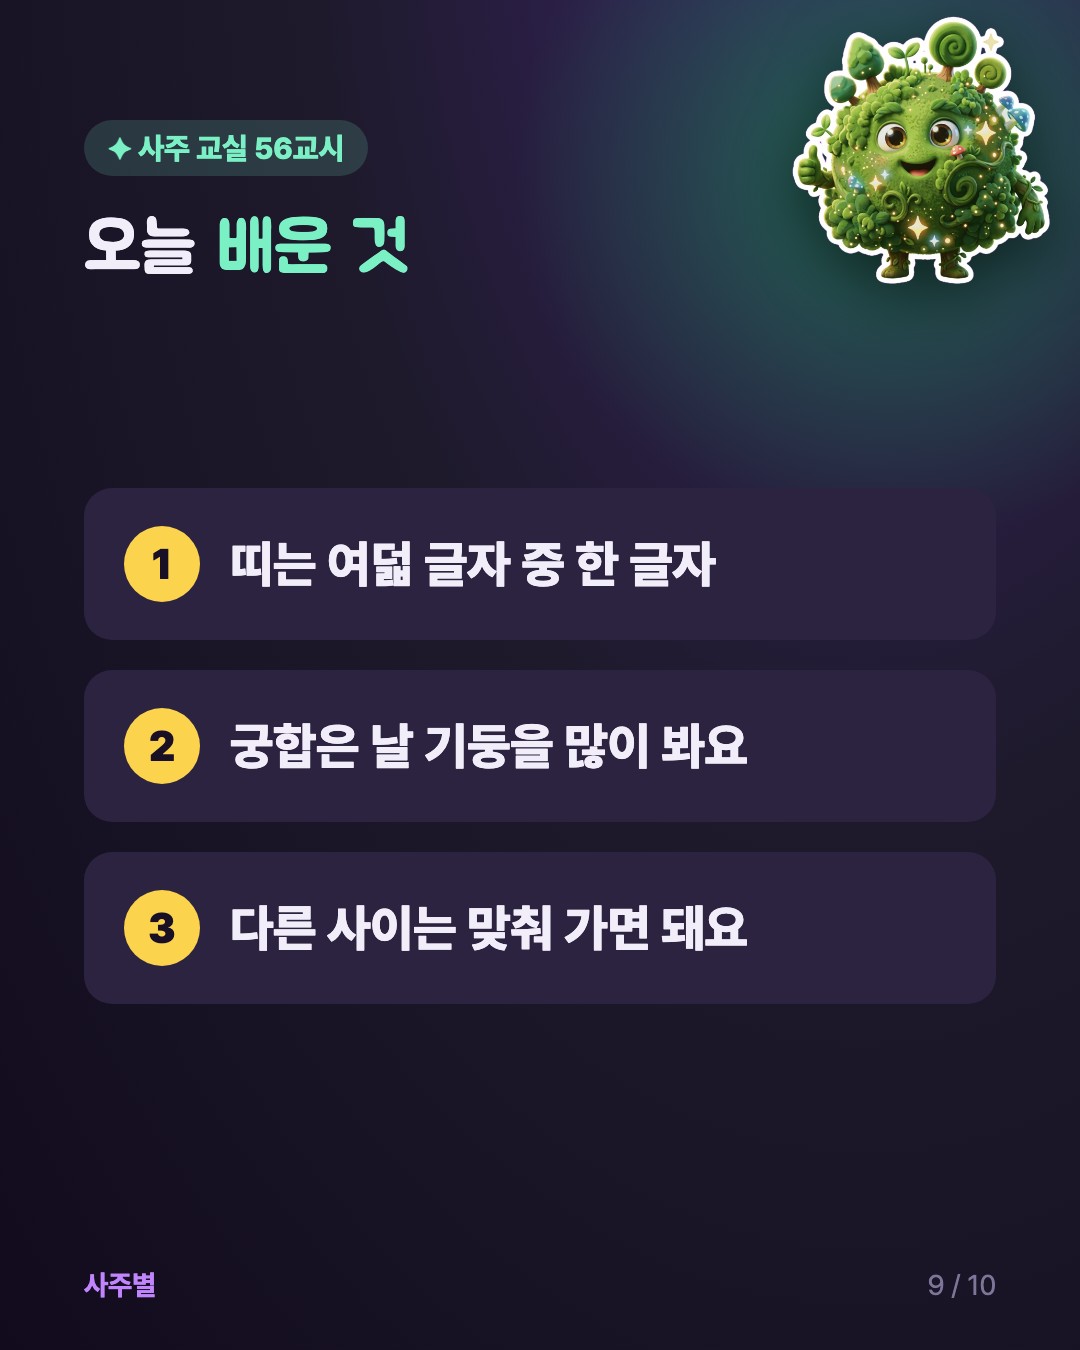 ✦ 사주 교실 56교시
오늘 배운 것
1 띠는 여덟 글자 중 한 글자
2 궁합은 날 기둥을 많이 봐요
3 다른 사이는 맞춰 가면 돼요
사주별
9 / 10